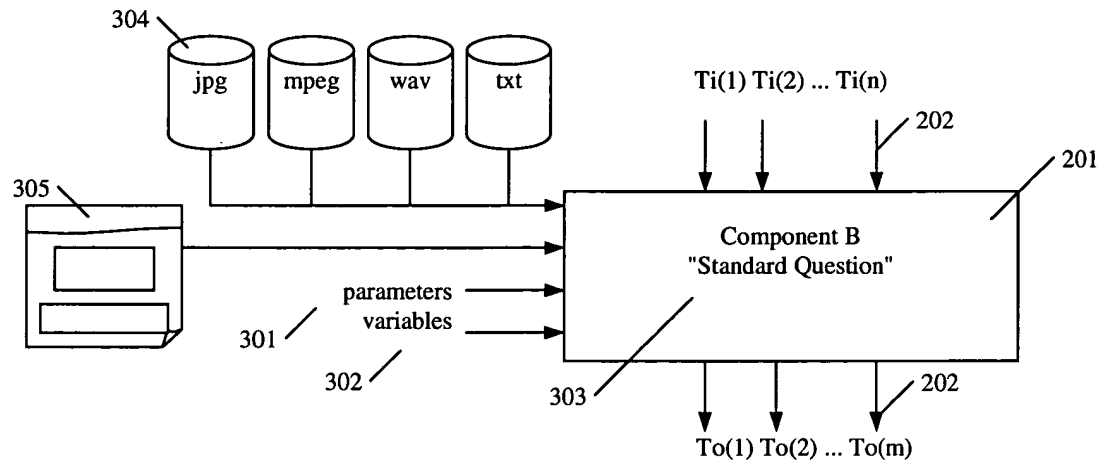 304
jpg mpeg wav txt
Ti(1) Ti(2) ... Ti(n)
202
305
201
Component B
"Standard Question"
parameters
301
variables
302
303
202
To(1) To(2) ... To(m)